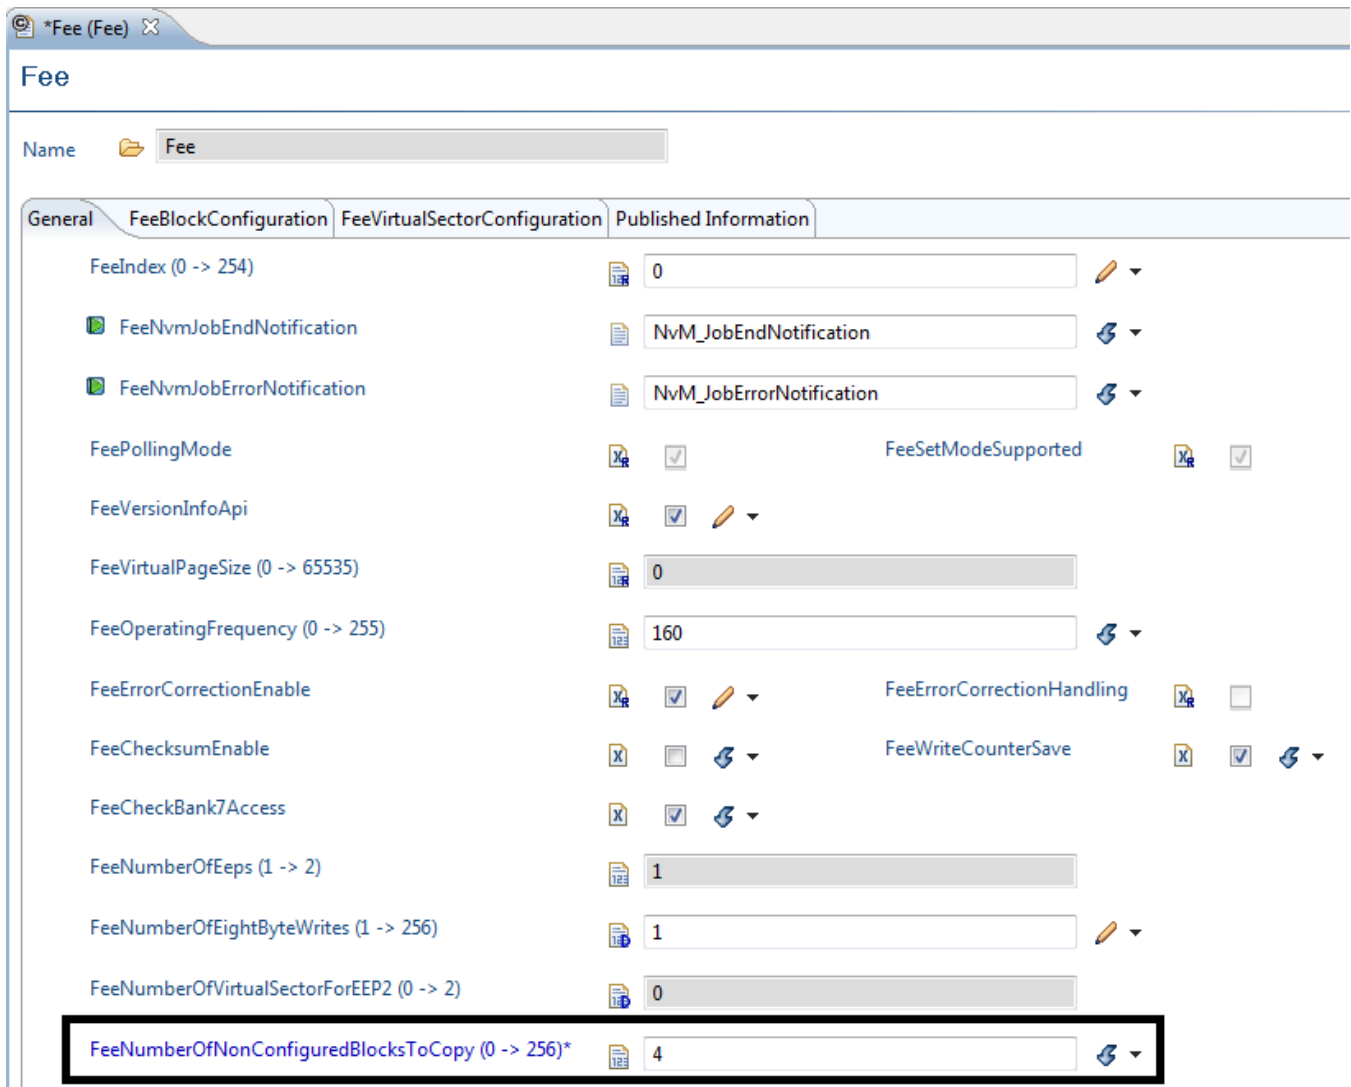 *Fee (Fee)
Fee
Name Fee
General FeeBlockConfiguration FeeVirtualSectorConfiguration Published Information
FeeIndex (0 -> 254) 0
FeeNvmJobEndNotification NvM_JobEndNotification
FeeNvmJobErrorNotification NvM_JobErrorNotification
FeePollingMode FeeSetModeSupported
FeeVersionInfoApi
FeeVirtualPageSize (0 -> 65535) 0
FeeOperatingFrequency (0 -> 255) 160
FeeErrorCorrectionEnable FeeErrorCorrectionHandling
FeeChecksumEnable FeeWriteCounterSave
FeeCheckBank7Access
FeeNumberOfEeps (1 -> 2) 1
FeeNumberOfEightByteWrites (1 -> 256) 1
FeeNumberOfVirtualSectorForEEP2 (0 -> 2) 0
FeeNumberOfNonConfiguredBlocksToCopy (0 -> 256)* 4